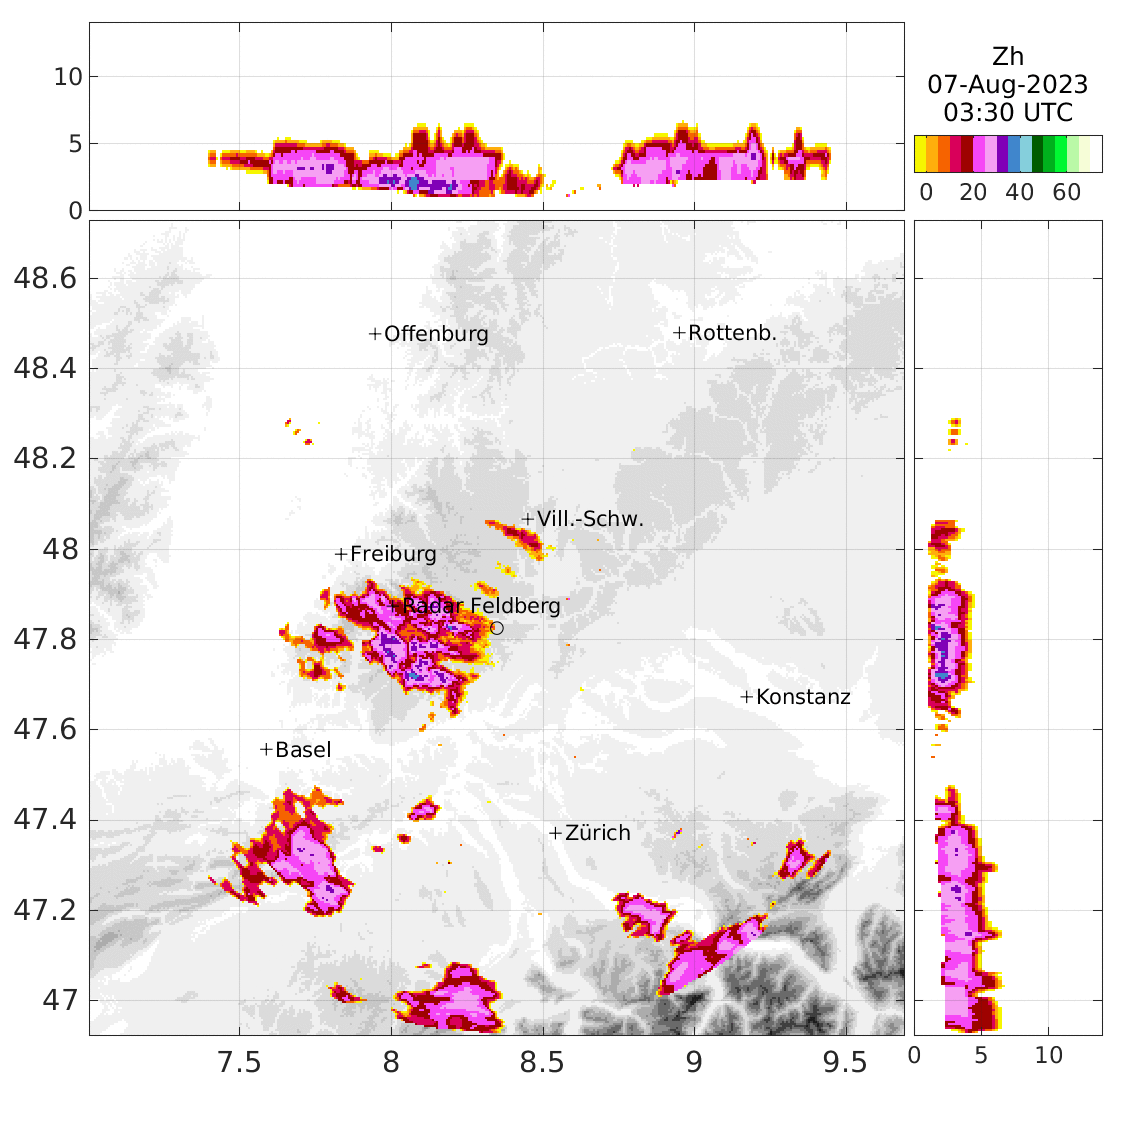 10
5
0
Zh
07-Aug-2023
03:30 UTC
0 20 40 60
48.6
48.4
48.2
48
47.8
47.6
47.4
47.2
47
+Offenburg
+Rottenb.
+Vill.-Schw.
+Freiburg
+Radar Feldberg
+Konstanz
+Basel
+Zürich
7.5 8 8.5 9 9.5
0 5 10